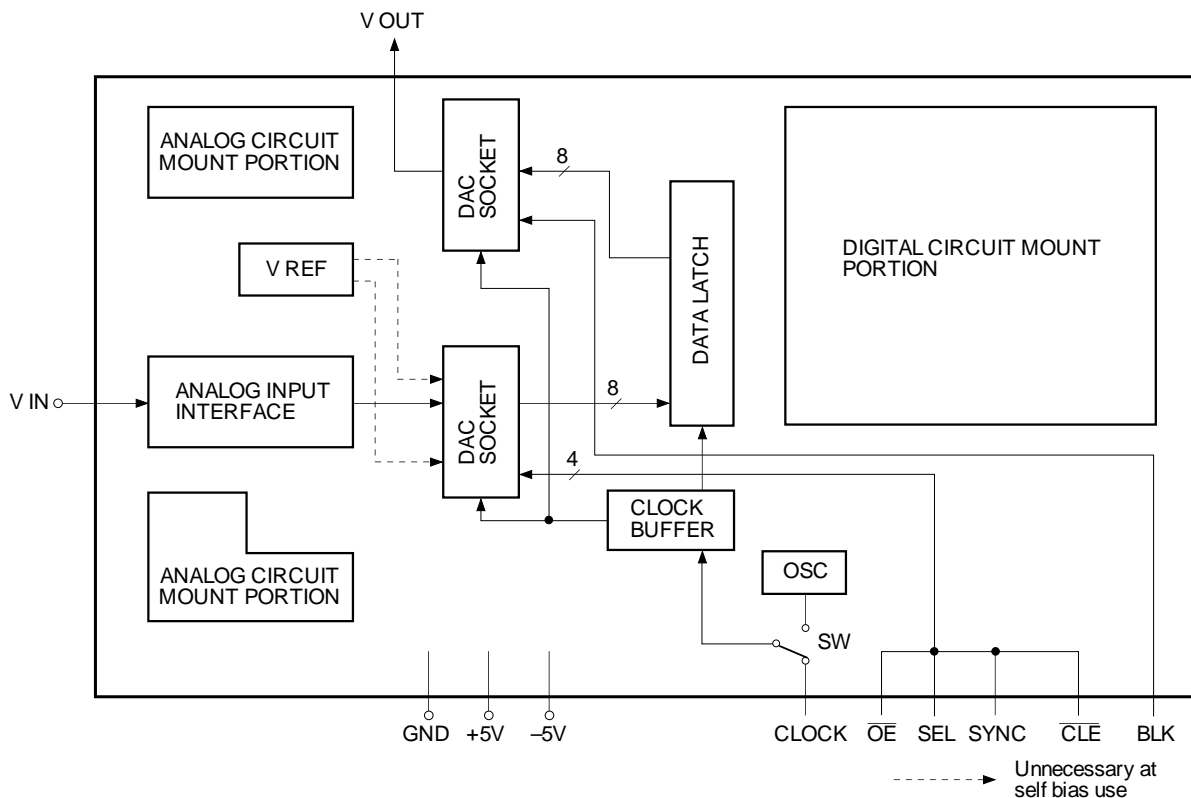 V OUT
ANALOG CIRCUIT
MOUNT PORTION
DAC
SOCKET
8
DIGITAL CIRCUIT MOUNT
PORTION
V REF
DATA LATCH
V IN
ANALOG INPUT
INTERFACE
DAC
SOCKET
8
4
CLOCK
BUFFER
ANALOG CIRCUIT
MOUNT PORTION
OSC
SW
GND
+5V
–5V
CLOCK
O̅E̅
SEL
SYNC
C̅L̅E̅
BLK
Unnecessary at
self bias use